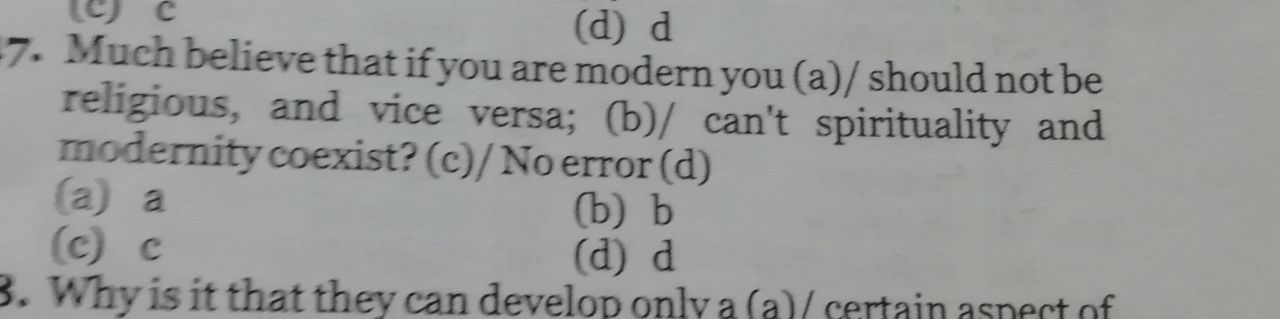 (c) c (d) d
7. Much believe that if you are modern you (a)/ should not be
religious, and vice versa; (b)/ can't spirituality and
modernity coexist? (c)/ No error (d)
(a) a (b) b
(c) c (d) d
3. Why is it that they can develop only a (a)/ certain aspect of